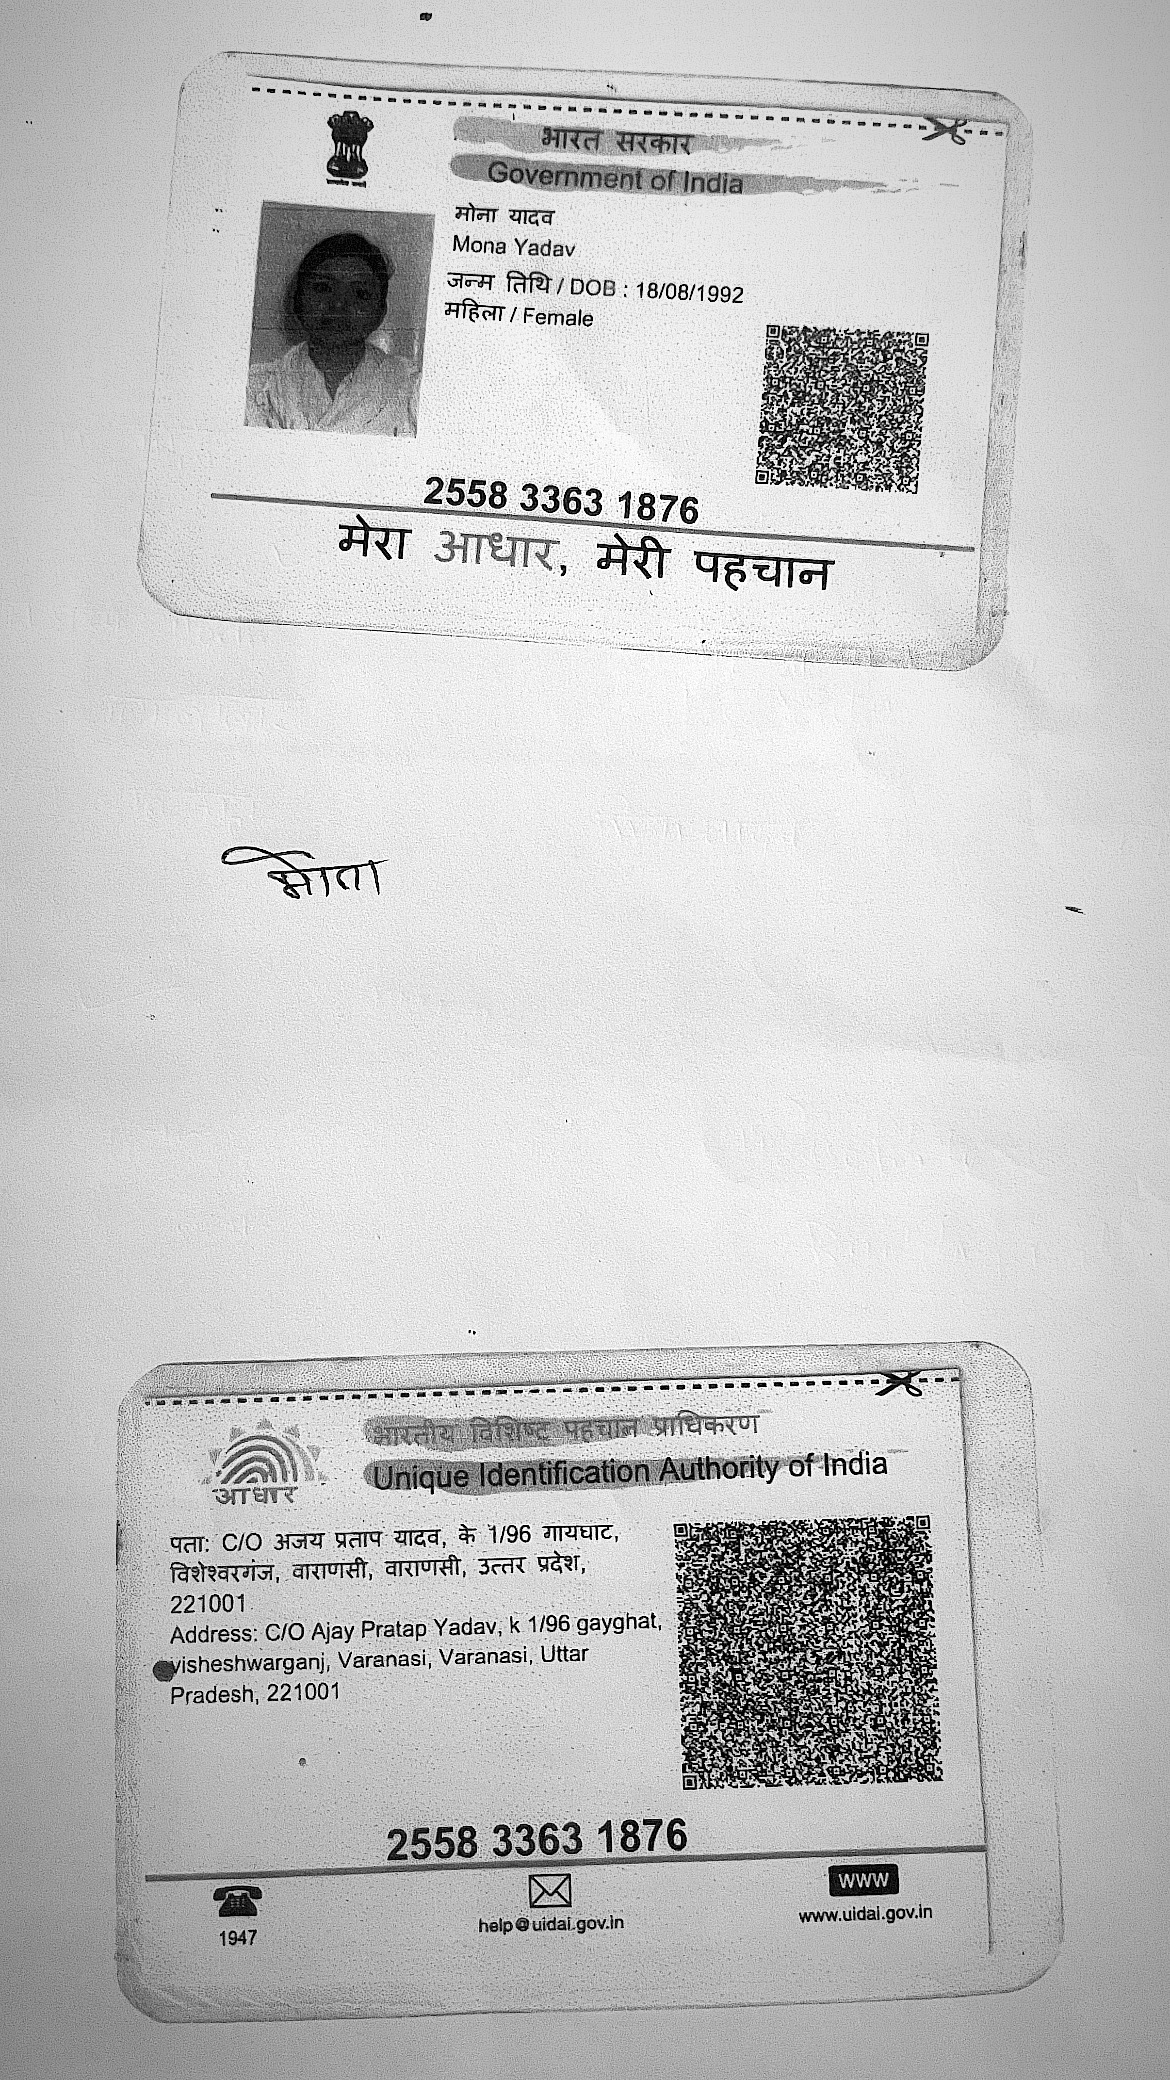 भारत सरकार
Government of India
मोना यादव
Mona Yadav
जन्म तिथि / DOB : 18/08/1992
महिला / Female
2558 3363 1876
मेरा आधार, मेरी पहचान
मोना
भारतीय विशिष्ट पहचान प्राधिकरण
Unique Identification Authority of India
आधार
पता: C/O अजय प्रताप यादव, के 1/96 गायघाट,
विशेश्वरगंज, वाराणसी, वाराणसी, उत्तर प्रदेश,
221001
Address: C/O Ajay Pratap Yadav, k 1/96 gayghat,
visheshwarganj, Varanasi, Varanasi, Uttar
Pradesh, 221001
2558 3363 1876
1947
help@uidai.gov.in
www
www.uidai.gov.in